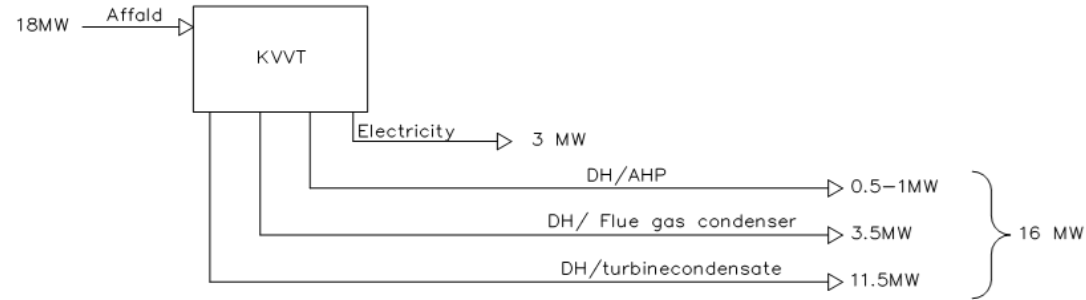 Affald
18MW
KVVT
Electricity
3 MW
DH/AHP
0.5-1MW
DH/ Flue gas condenser
3.5MW
16 MW
DH/turbinecondensate
11.5MW